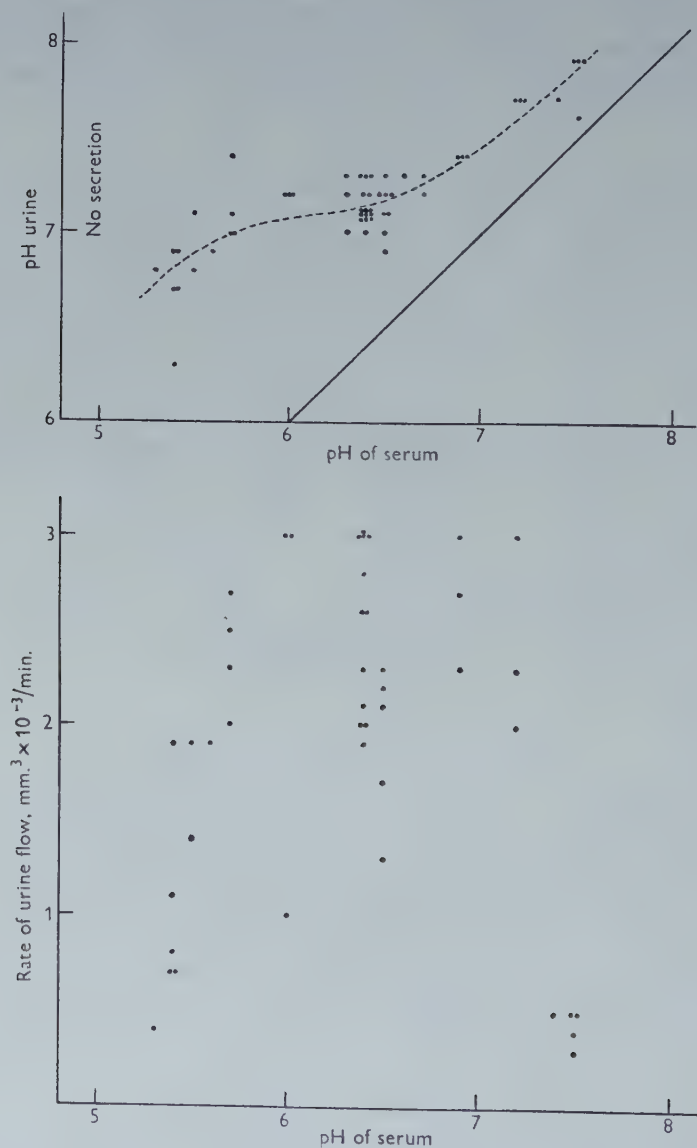 8
7
6
pH urine
No secretion
5 6 7 8
pH of serum
3
2
1
Rate of urine flow, mm.³ × 10⁻³/min.
5 6 7 8
pH of serum